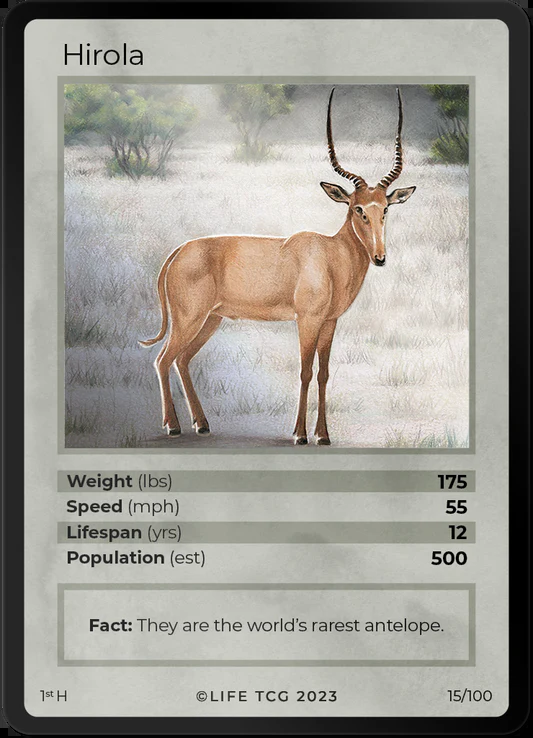 Hirola
Weight (lbs) 175
Speed (mph) 55
Lifespan (yrs) 12
Population (est) 500
Fact: They are the world's rarest antelope.
1st H ©LIFE TCG 2023 15/100